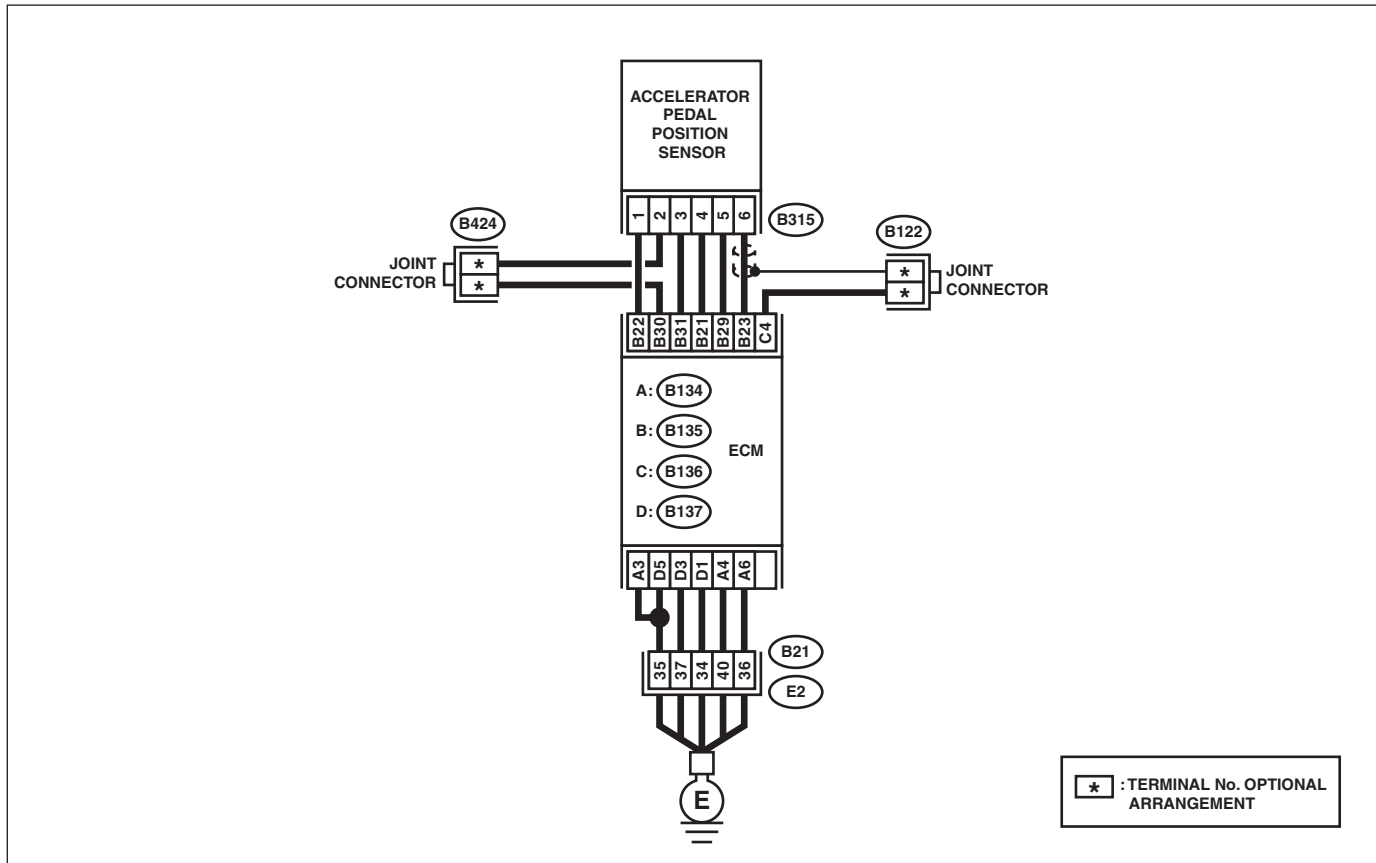 ACCELERATOR
PEDAL
POSITION
SENSOR
1 2 3 4 5 6
B315
B424
JOINT
CONNECTOR
*
*
B122
*
*
JOINT
CONNECTOR
B22 B30 B31 B21 B29 B23 C4
A: B134
B: B135
C: B136
D: B137
ECM
A3 D5 D3 D1 A4 A6
35 37 34 40 36
B21
E2
E
* : TERMINAL No. OPTIONAL
ARRANGEMENT